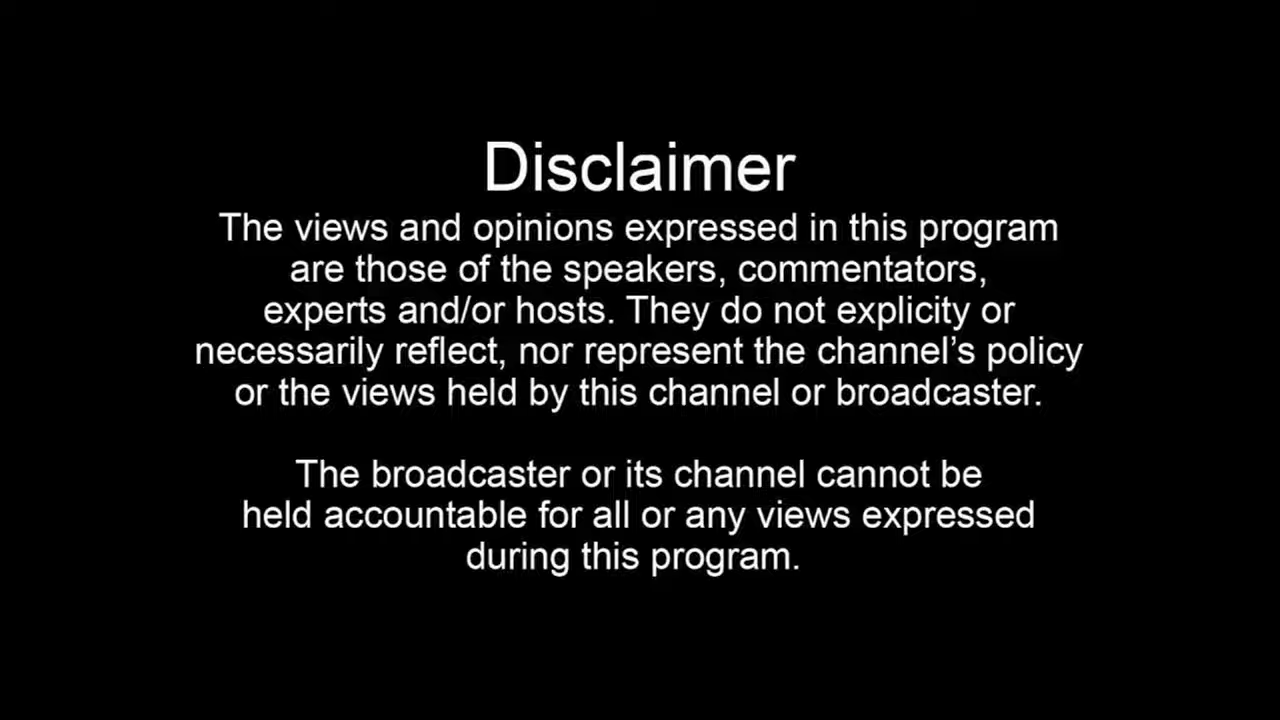 Disclaimer
The views and opinions expressed in this program
are those of the speakers, commentators,
experts and/or hosts. They do not explicity or
necessarily reflect, nor represent the channel’s policy
or the views held by this channel or broadcaster.
The broadcaster or its channel cannot be
held accountable for all or any views expressed
during this program.